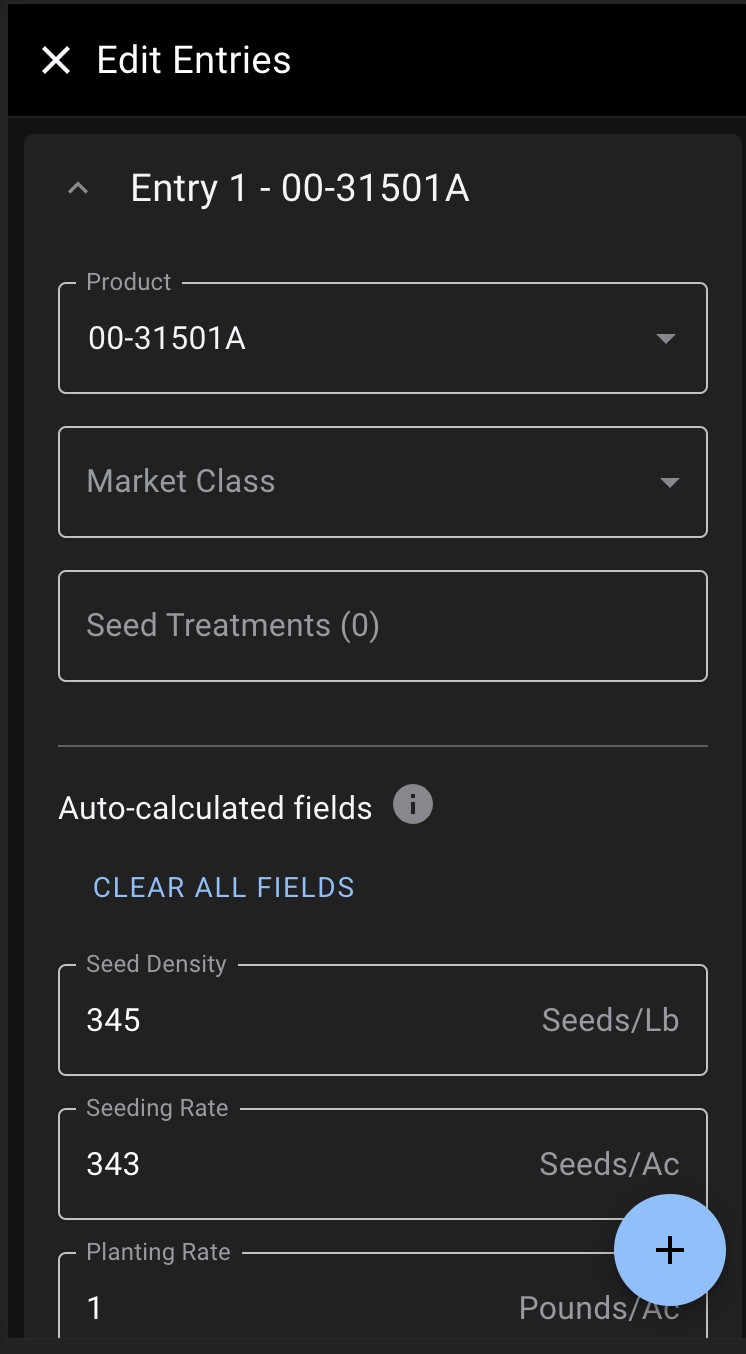 Edit Entries
Entry 1 - 00-31501A
Product
00-31501A
Market Class
Seed Treatments (0)
Auto-calculated fields
CLEAR ALL FIELDS
Seed Density
345 Seeds/Lb
Seeding Rate
343 Seeds/Ac
Planting Rate
1 Pounds/Ac